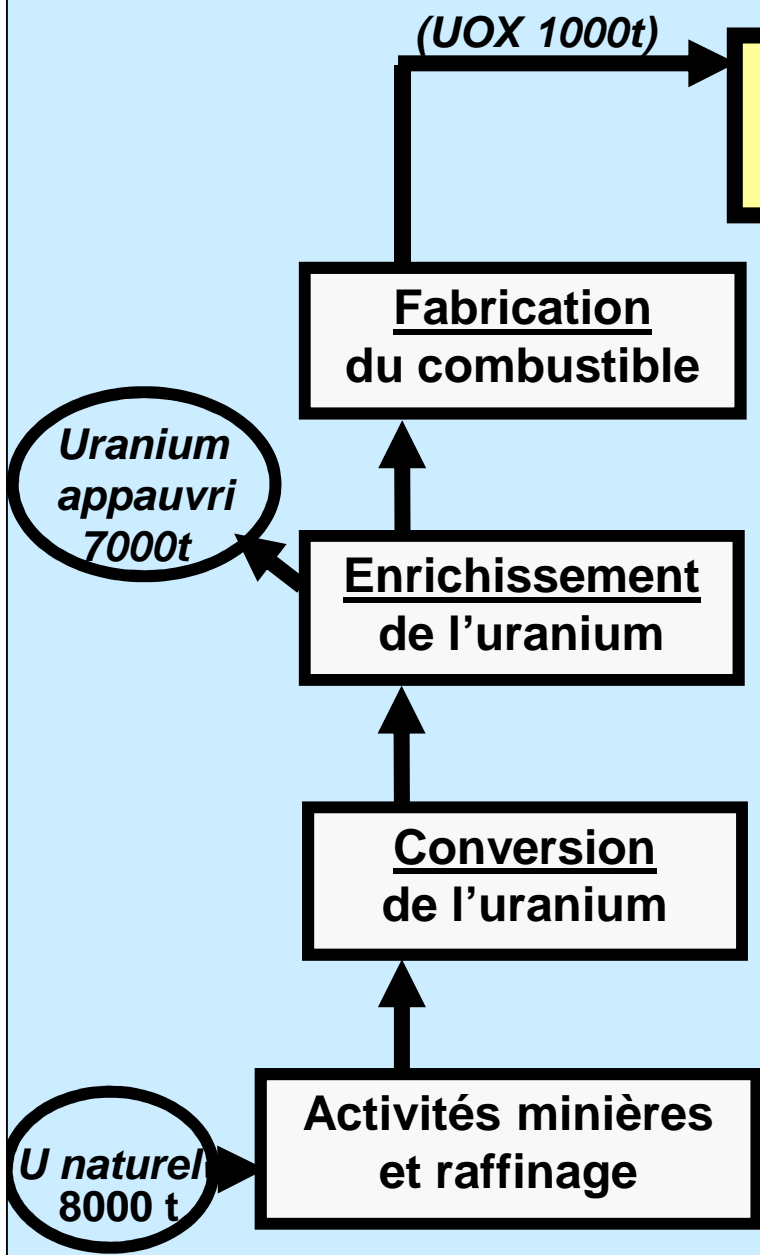 (UOX 1000t)
Fabrication
du combustible
Uranium
appauvri
7000t
Enrichissement
de l’uranium
Conversion
de l’uranium
Activités minières
et raffinage
U naturel
8000 t